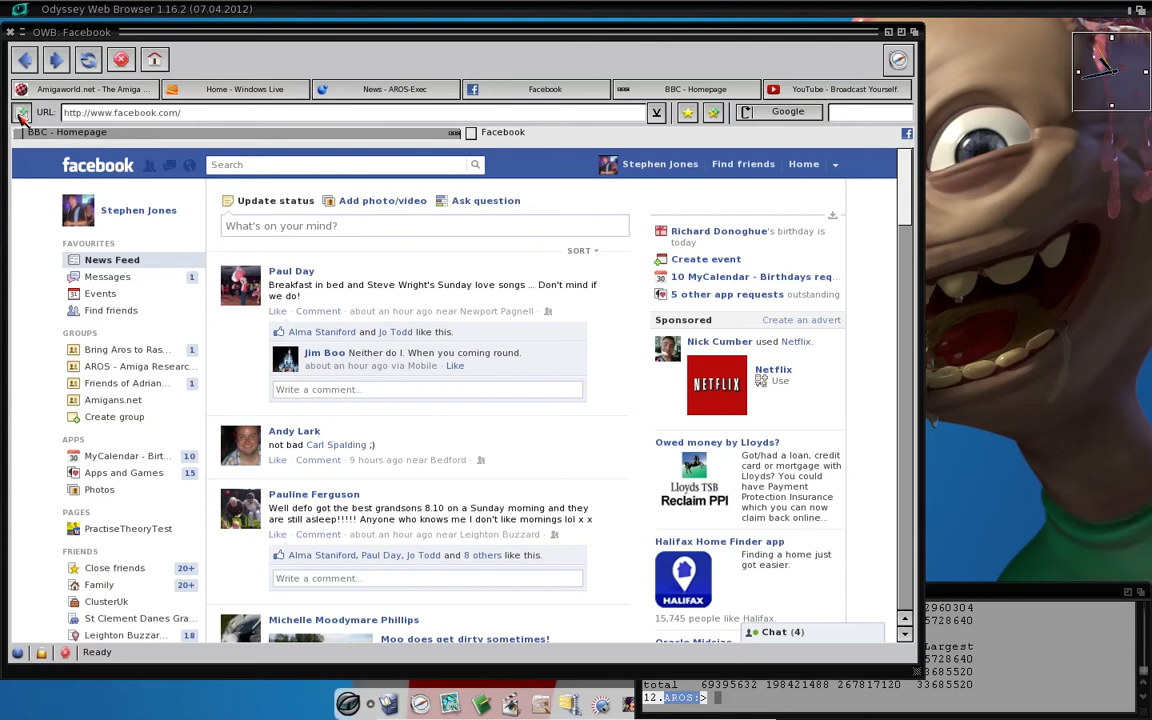 Odyssey Web Browser 1.16.2 (07.04.2012)
OWB: Facebook
Amigaworld.net - The Amiga ...
Home - Windows Live
News - AROS-Exec
Facebook
BBC - Homepage
YouTube - Broadcast Yourself.
URL: http://www.facebook.com/
Google
BBC - Homepage
Facebook
facebook
Search
Stephen Jones
Find friends
Home
Stephen Jones
FAVOURITES
News Feed
Messages 1
Events
Find friends
GROUPS
Bring Aros to Ras... 1
AROS - Amiga Researc...
Friends of Adrian... 1
Amigans.net
Create group
APPS
MyCalendar - Birt... 10
Apps and Games 15
Photos
PAGES
PractiseTheoryTest
FRIENDS
Close friends 20+
Family 20+
ClusterUk
St Clement Danes Gra...
Leighton Buzzar... 18
Update status Add photo/video Ask question
What's on your mind?
SORT
Paul Day
Breakfast in bed and Steve Wright's Sunday love songs ... Don't mind if
we do!
Like · Comment · about an hour ago near Newport Pagnell ·
Alma Staniford and Jo Todd like this.
Jim Boo Neither do I. When you coming round.
about an hour ago via Mobile · Like
Write a comment...
Andy Lark
not bad Carl Spalding ;)
Like · Comment · 9 hours ago near Bedford ·
Pauline Ferguson
Well defo got the best grandsons 8.10 on a Sunday morning and they
are still asleep!!!!! Anyone who knows me I don't like mornings lol x x
Like · Comment · about an hour ago near Leighton Buzzard ·
Alma Staniford, Paul Day, Jo Todd and 8 others like this.
Write a comment...
Michelle Moodymare Phillips
Moo does get dirty sometimes!
Richard Donoghue's birthday is
today
Create event
10 MyCalendar - Birthdays req...
5 other app requests outstanding
Sponsored
Create an advert
Nick Cumber used Netflix.
NETFLIX
Netflix
Use
Owed money by Lloyds?
Lloyds TSB
Reclaim PPI
Got/had a loan, credit
card or mortgage with
Lloyds? You could
have Payment
Protection Insurance
which you can now
claim back online...
Halifax Home Finder app
HALIFAX
Finding a home just
got easier.
15,745 people like Halifax.
Chat (4)
Ready
2960304
5728640
Largest
5728640
33685520
total 69395632 198421488 267817120 33685520
12.AROS:>